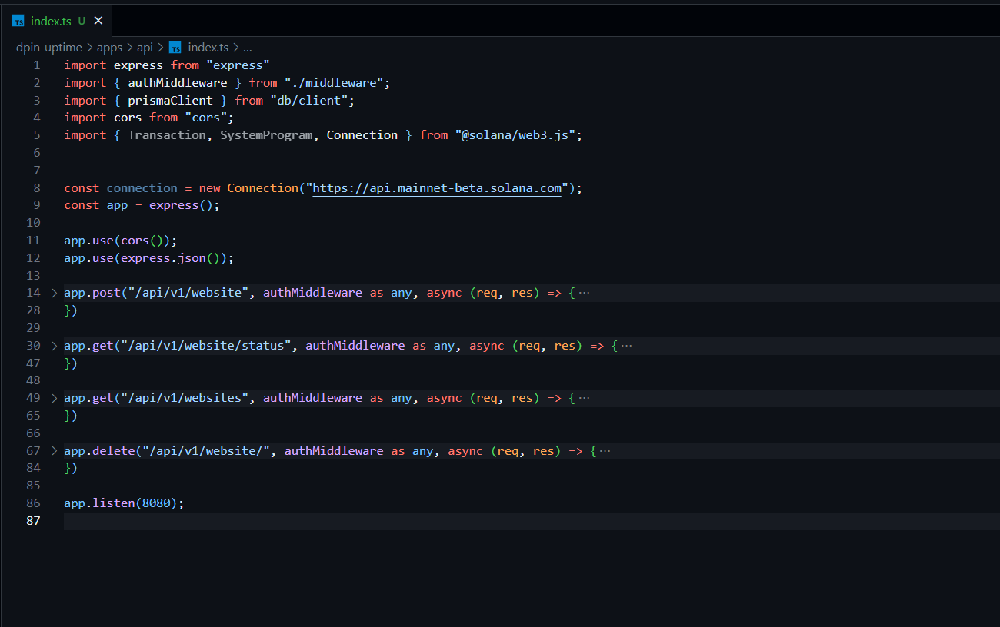 TS index.ts U ×
dpin-uptime > apps > api > TS index.ts > ...
1 import express from "express"
2 import { authMiddleware } from "./middleware";
3 import { prismaClient } from "db/client";
4 import cors from "cors";
5 import { Transaction, SystemProgram, Connection } from "@solana/web3.js";
6
7
8 const connection = new Connection("https://api.mainnet-beta.solana.com");
9 const app = express();
10
11 app.use(cors());
12 app.use(express.json());
13
14 > app.post("/api/v1/website", authMiddleware as any, async (req, res) => {···
28 })
29
30 > app.get("/api/v1/website/status", authMiddleware as any, async (req, res) => {···
47 })
48
49 > app.get("/api/v1/websites", authMiddleware as any, async (req, res) => {···
65 })
66
67 > app.delete("/api/v1/website/", authMiddleware as any, async (req, res) => {···
84 })
85
86 app.listen(8080);
87